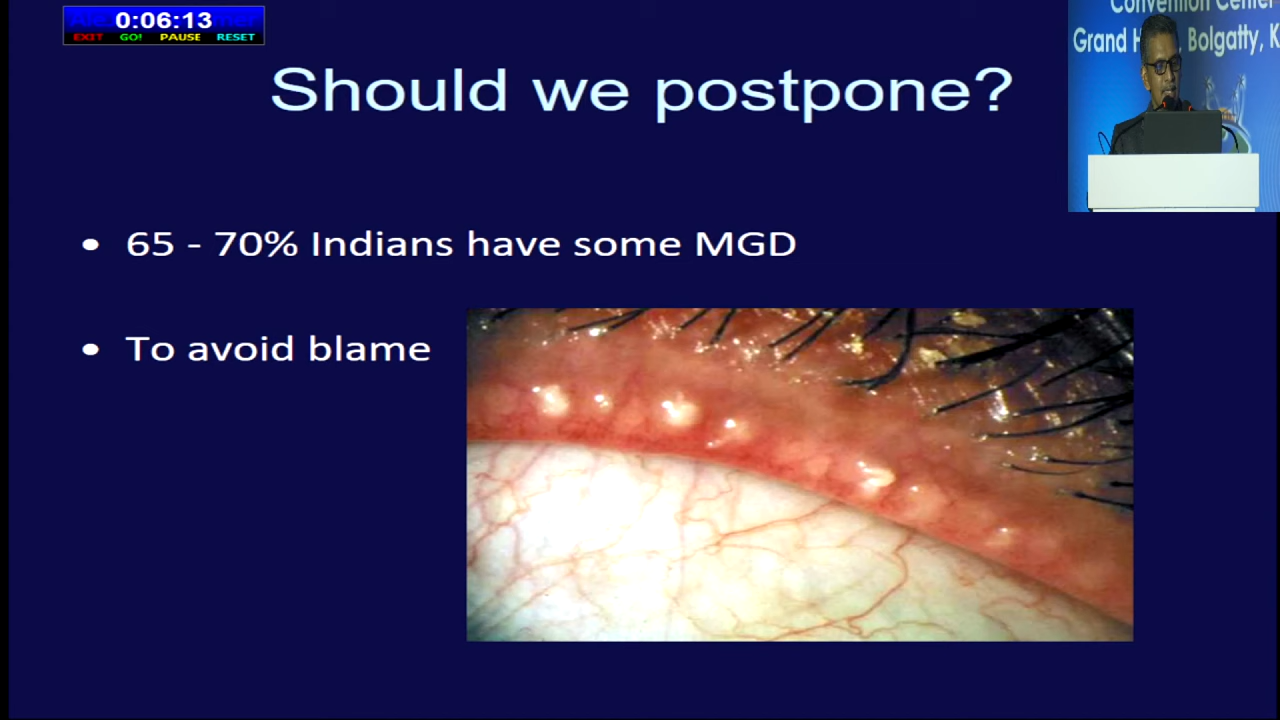 0:06:13
EXIT GO! PAUSE RESET
Convention Center
Grand H Bolgatty, K
Should we postpone?
• 65 - 70% Indians have some MGD
• To avoid blame